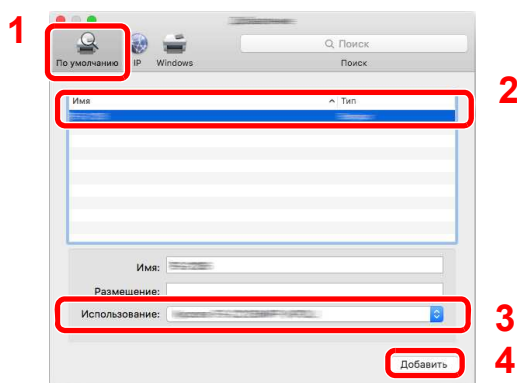 1
По умолчанию IP Windows
Поиск
Поиск
2
Имя Тип
Имя:
Размещение:
Использование:
3
Добавить
4